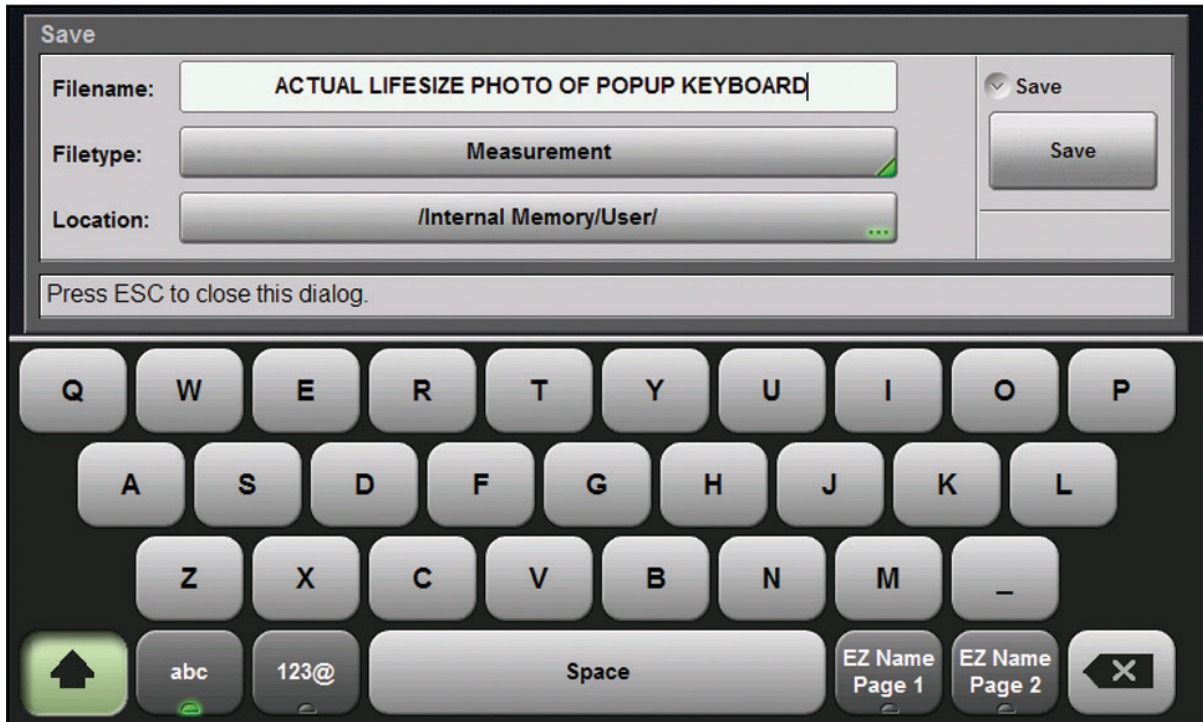 Save
Filename: ACTUAL LIFESIZE PHOTO OF POPUP KEYBOARD
Save
Filetype: Measurement
Save
Location: /Internal Memory/User/
Press ESC to close this dialog.
Q W E R T Y U I O P
A S D F G H J K L
Z X C V B N M _
abc 123@ Space EZ Name Page 1 EZ Name Page 2